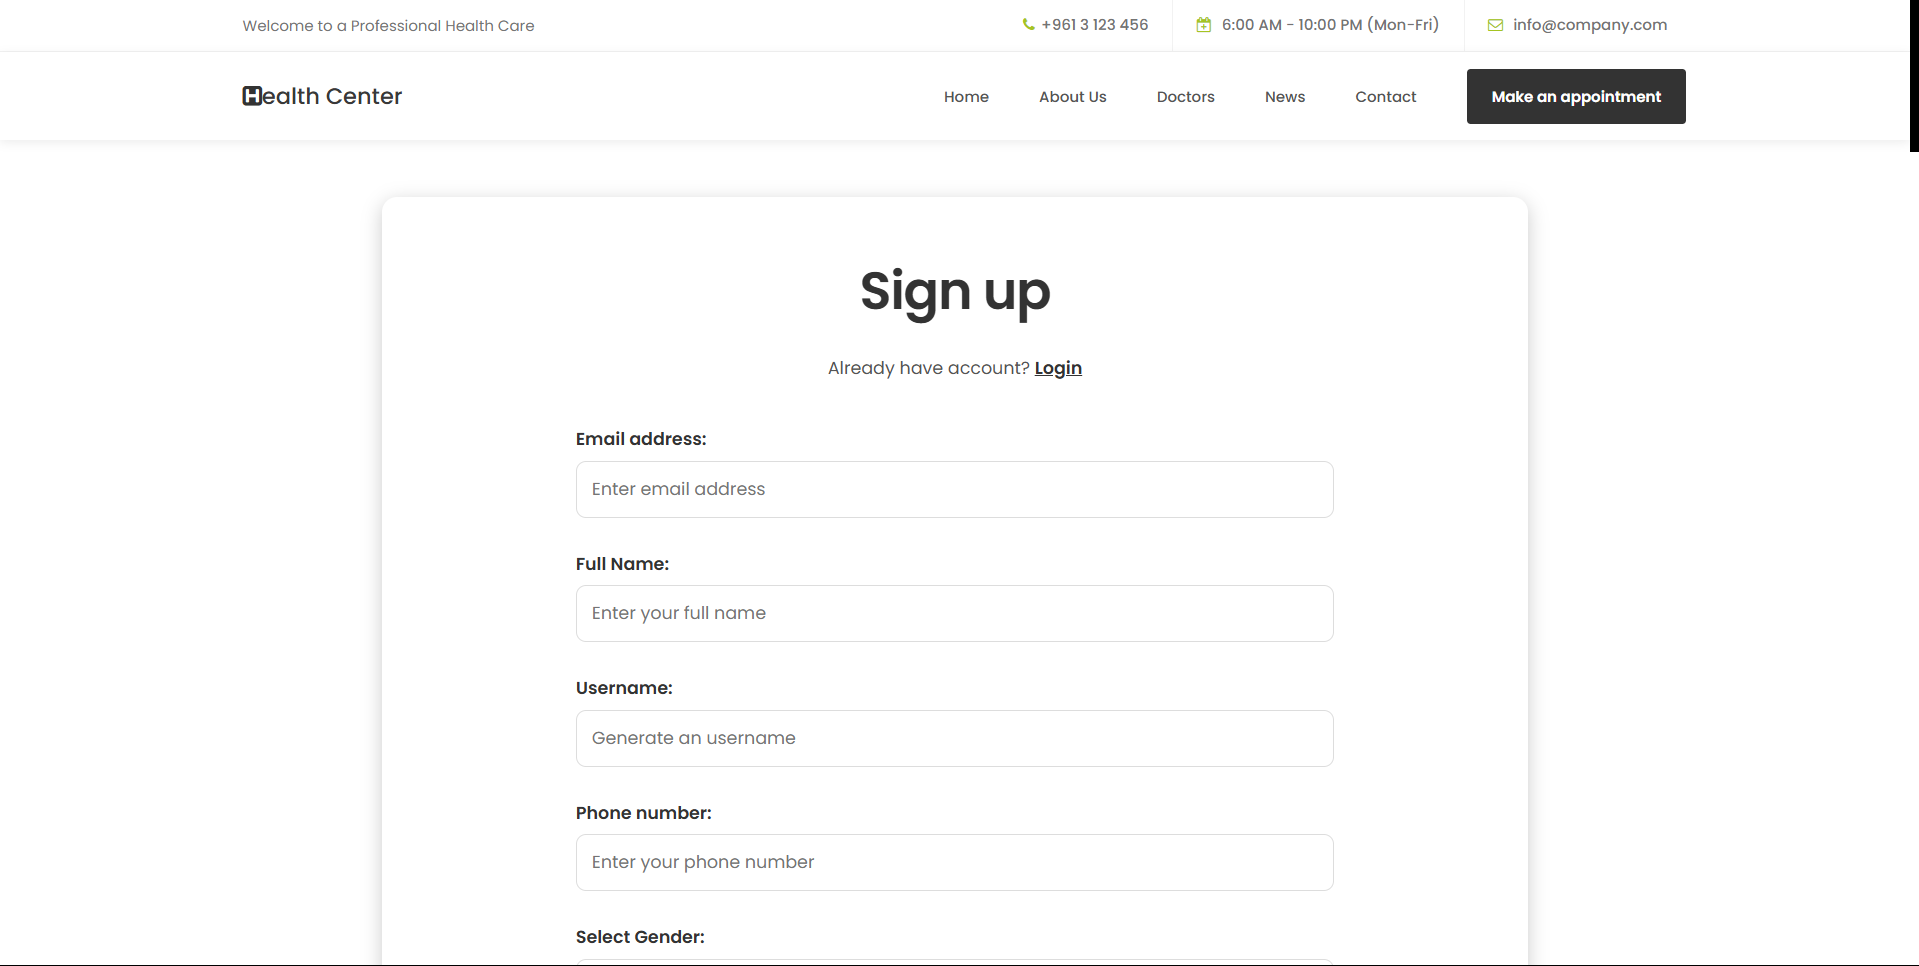 Welcome to a Professional Health Care
+961 3 123 456
6:00 AM - 10:00 PM (Mon-Fri)
info@company.com
Health Center
Home
About Us
Doctors
News
Contact
Make an appointment
Sign up
Already have account? Login
Email address:
Enter email address
Full Name:
Enter your full name
Username:
Generate an username
Phone number:
Enter your phone number
Select Gender: